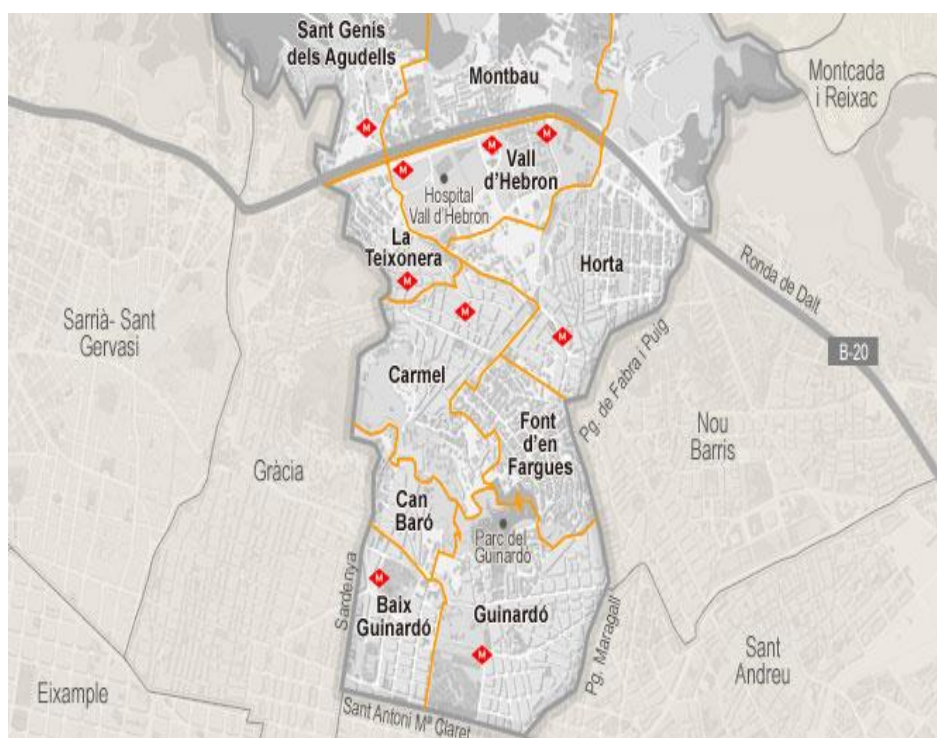 Sant Genís
dels Agudells
Montbau
Montcada
i Reixac
M
M
M
M
Vall
d'Hebron
Hospital
Vall d'Hebron
La
Teixonera
Horta
M
Ronda de Dalt
M
Sarrià- Sant
Gervasi
M
B-20
Carmel
Pg. de Fabra i Puig
Font
d'en
Fargues
Nou
Barris
Gràcia
Can
Baró
Parc del
Guinardó
Sardenya
M
Baix
Guinardó
Guinardó
M
Pg. Maragall
Sant
Andreu
Eixample
Sant Antoni Mª Claret